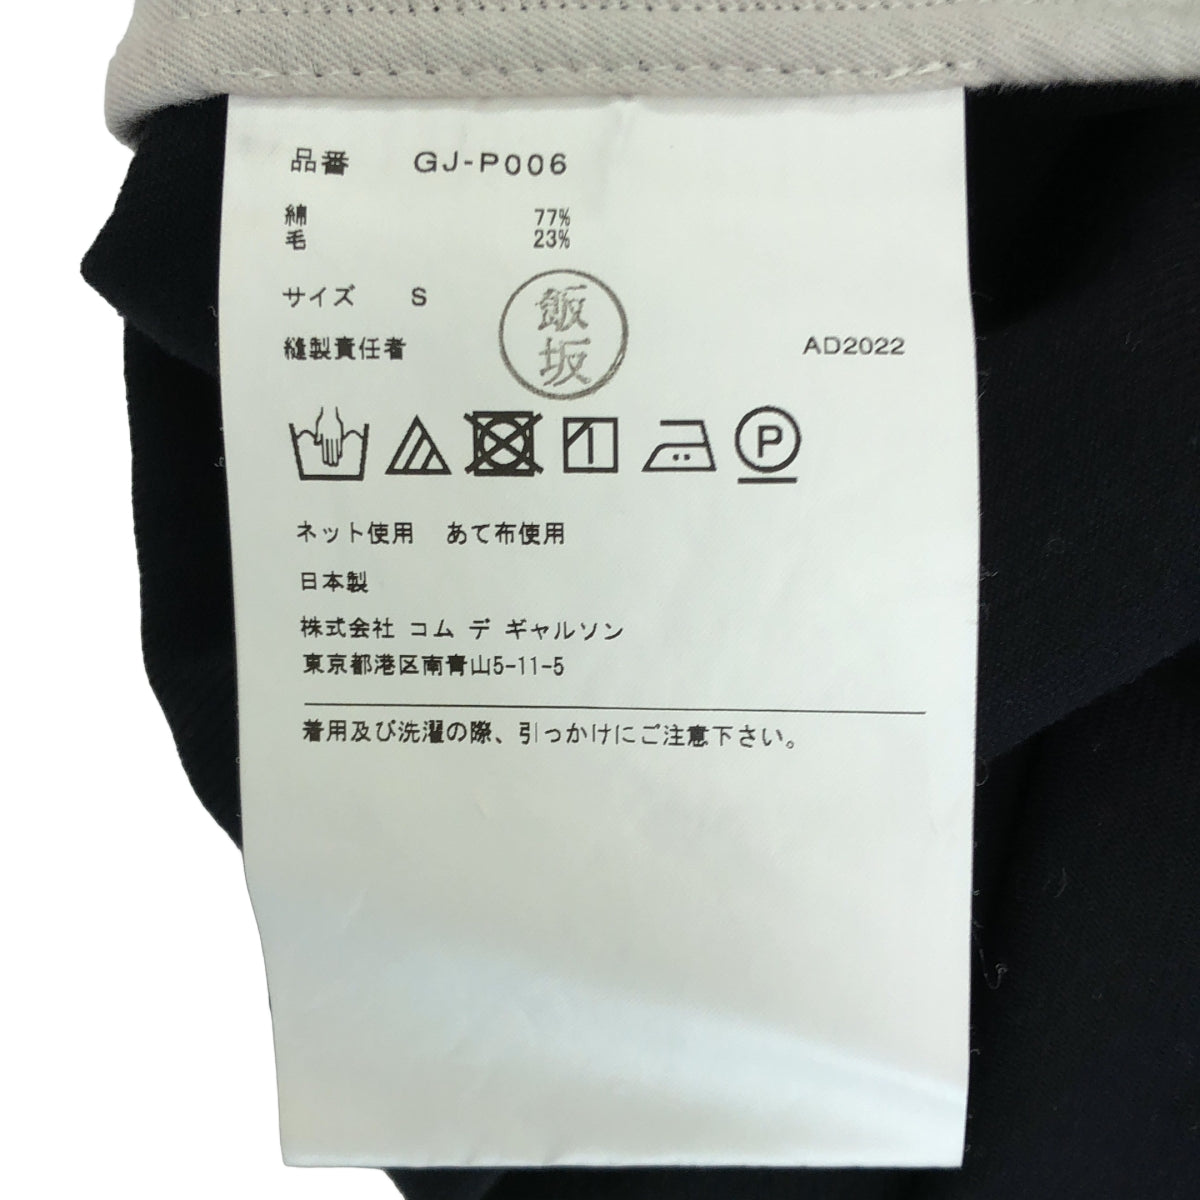 品番 GJ-P006
綿 77%
毛 23%
サイズ S
飯坂
縫製責任者 AD2022
P
ネット使用 あて布使用
日本製
株式会社 コム デ ギャルソン
東京都港区南青山5-11-5
着用及び洗濯の際、引っかけにご注意下さい。